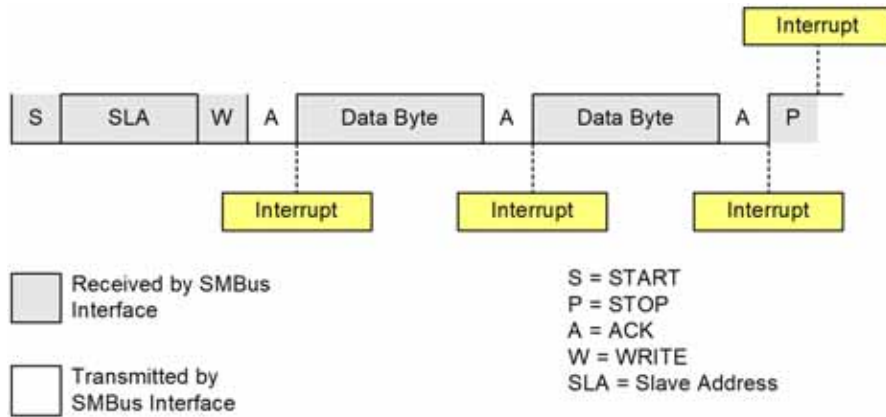 Interrupt
S SLA W A Data Byte A Data Byte A P
Interrupt Interrupt Interrupt
Received by SMBus
Interface
Transmitted by
SMBus Interface
S = START
P = STOP
A = ACK
W = WRITE
SLA = Slave Address